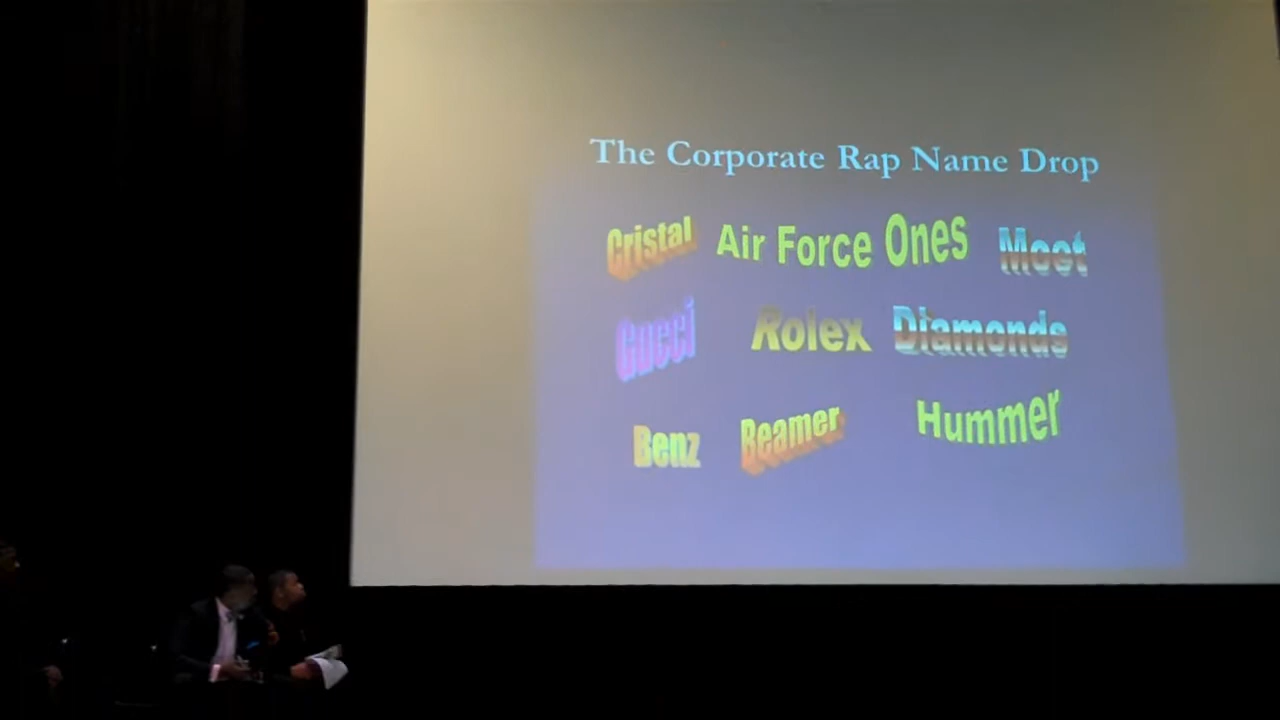 The Corporate Rap Name Drop
Cristal Air Force Ones Moet
Gucci Rolex Diamonds
Benz Beamer Hummer